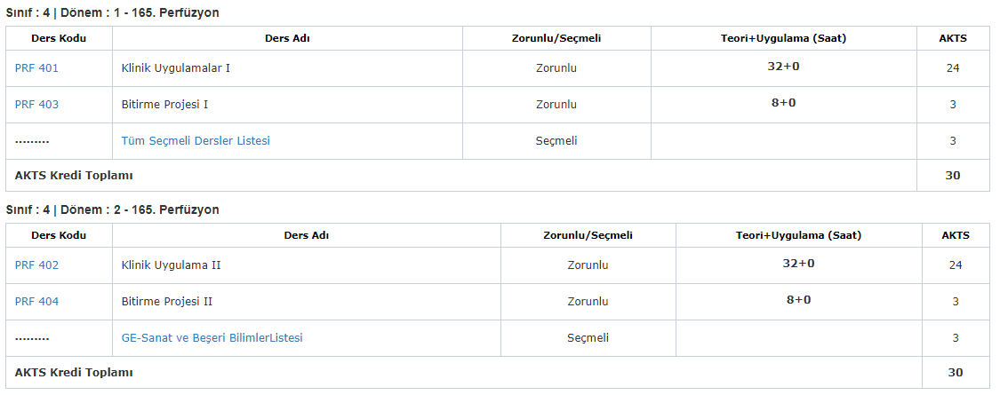 Sınıf : 4 | Dönem : 1 - 165. Perfüzyon
Ders Kodu Ders Adı Zorunlu/Seçmeli Teori+Uygulama (Saat) AKTS
PRF 401 Klinik Uygulamalar I Zorunlu 32+0 24
PRF 403 Bitirme Projesi I Zorunlu 8+0 3
......... Tüm Seçmeli Dersler Listesi Seçmeli 3
AKTS Kredi Toplamı 30
Sınıf : 4 | Dönem : 2 - 165. Perfüzyon
Ders Kodu Ders Adı Zorunlu/Seçmeli Teori+Uygulama (Saat) AKTS
PRF 402 Klinik Uygulama II Zorunlu 32+0 24
PRF 404 Bitirme Projesi II Zorunlu 8+0 3
......... GE-Sanat ve Beşeri BilimlerListesi Seçmeli 3
AKTS Kredi Toplamı 30